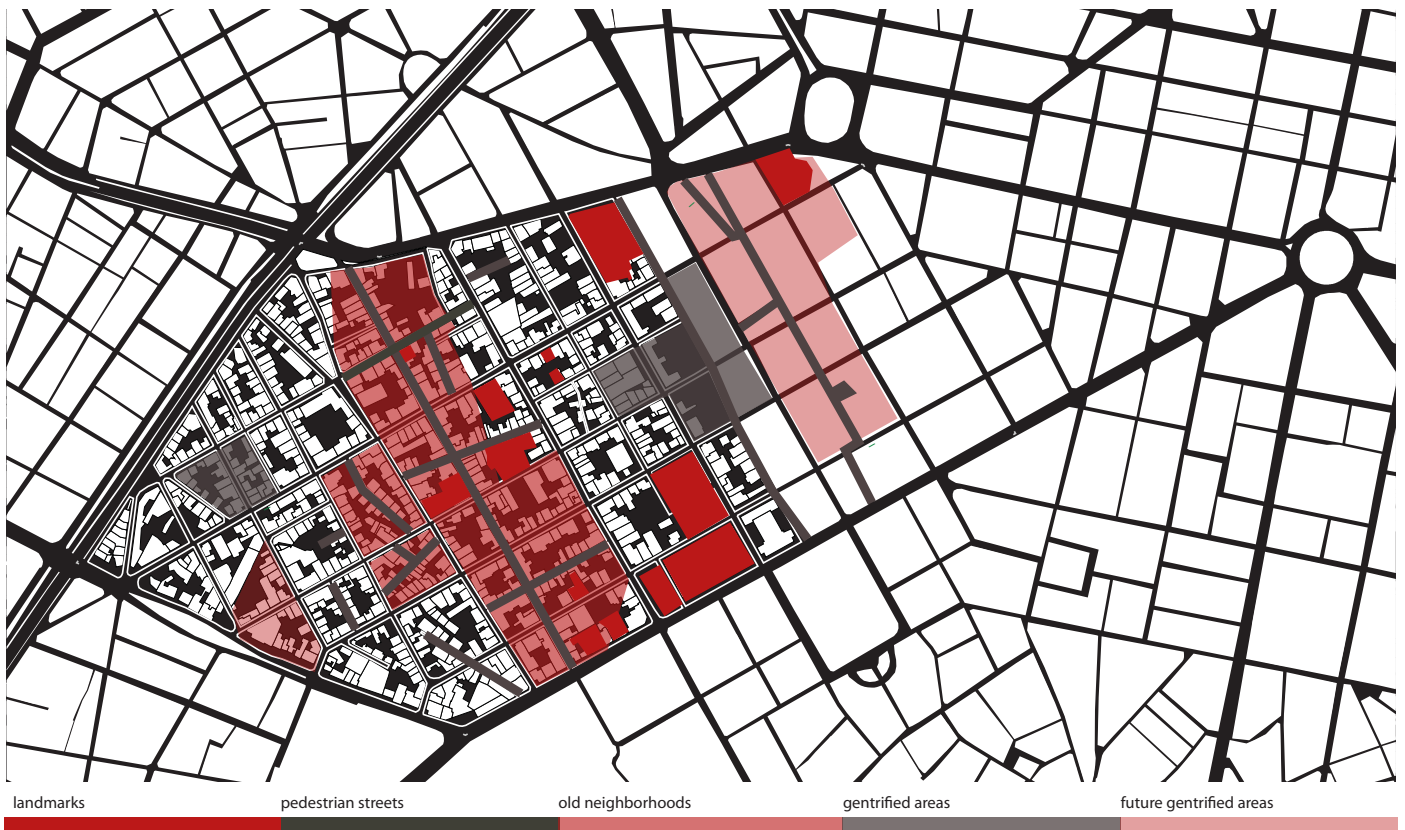 landmarks
pedestrian streets
old neighborhoods
gentrified areas
future gentrified areas